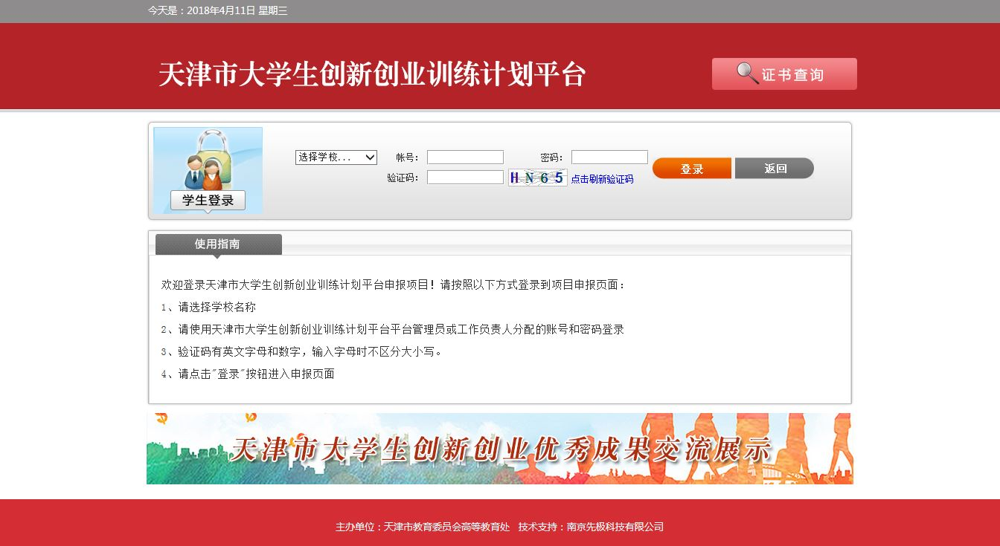 今天是：2018年4月11日 星期三
天津市大学生创新创业训练计划平台
证书查询
选择学校... 帐号： 密码：
登录 返回
验证码： HN65 点击刷新验证码
学生登录
使用指南
欢迎登录天津市大学生创新创业训练计划平台申报项目！请按照以下方式登录到项目申报页面：
1、请选择学校名称
2、请使用天津市大学生创新创业训练计划平台平台管理员或工作负责人分配的账号和密码登录
3、验证码有英文字母和数字，输入字母时不区分大小写。
4、请点击"登录"按钮进入申报页面
天津市大学生创新创业优秀成果交流展示
主办单位：天津市教育委员会高等教育处 技术支持：南京先极科技有限公司